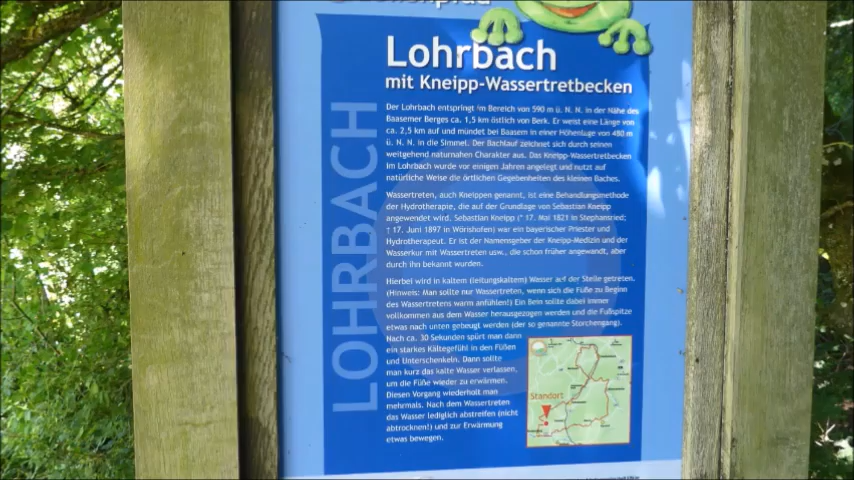 Lohrbach
mit Kneipp-Wassertretbecken
LOHRBACH
Der Lohrbach entspringt im Bereich von 590 m ü. N. N. in der Nähe des
Baasemer Berges ca. 1,5 km östlich von Berk. Er weist eine Länge von
ca. 2,5 km auf und mündet bei Baasem in einer Höhenlage von 480 m
ü. N. N. in die Simmel. Der Bachlauf zeichnet sich durch seinen
weitgehend naturnahen Charakter aus. Das Kneipp-Wassertretbecken
im Lohrbach wurde vor einigen Jahren angelegt und nutzt auf
natürliche Weise die örtlichen Gegebenheiten des kleinen Baches.
Wassertreten, auch Kneippen genannt, ist eine Behandlungsmethode
der Hydrotherapie, die auf der Grundlage von Sebastian Kneipp
angewendet wird. Sebastian Kneipp (* 17. Mai 1821 in Stephansried;
† 17. Juni 1897 in Wörishofen) war ein bayerischer Priester und
Hydrotherapeut. Er ist der Namensgeber der Kneipp-Medizin und der
Wasserkur mit Wassertreten usw., die schon früher angewandt, aber
durch ihn bekannt wurden.
Hierbei wird in kaltem (leitungskaltem) Wasser auf der Stelle getreten.
(Hinweis: Man sollte nur Wassertreten, wenn sich die Füße zu Beginn
des Wassertretens warm anfühlen!) Ein Bein sollte dabei immer
vollkommen aus dem Wasser herausgezogen werden und die Fußspitze
etwas nach unten gebeugt werden (der so genannte Storchengang).
Nach ca. 30 Sekunden spürt man dann
ein starkes Kältegefühl in den Füßen
und Unterschenkeln. Dann sollte
man kurz das kalte Wasser verlassen,
um die Füße wieder zu erwärmen.
Diesen Vorgang wiederholt man
mehrmals. Nach dem Wassertreten
das Wasser lediglich abstreifen (nicht
abtrocknen!) und zur Erwärmung
etwas bewegen.
Standort